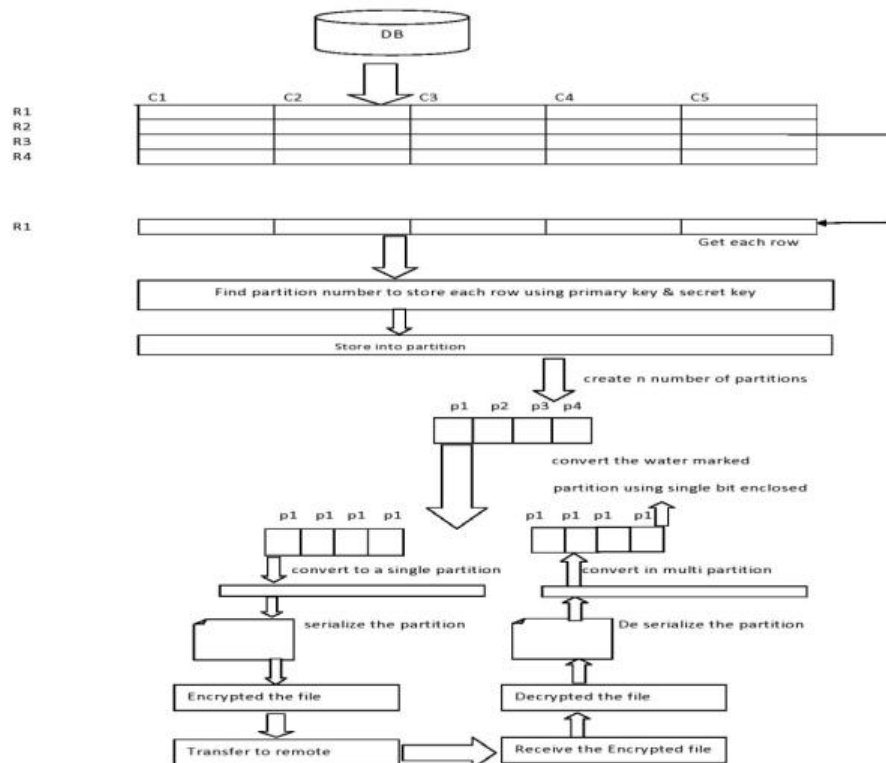 DB
C1 C2 C3 C4 C5
R1
R2
R3
R4
R1
Get each row
Find partition number to store each row using primary key & secret key
Store into partition
create n number of partitions
p1 p2 p3 p4
convert the water marked
partition using single bit enclosed
p1 p1 p1 p1
p1 p1 p1 p1
convert to a single partition
convert in multi partition
serialize the partition
De serialize the partition
Encrypted the file
Decrypted the file
Transfer to remote
Receive the Encrypted file